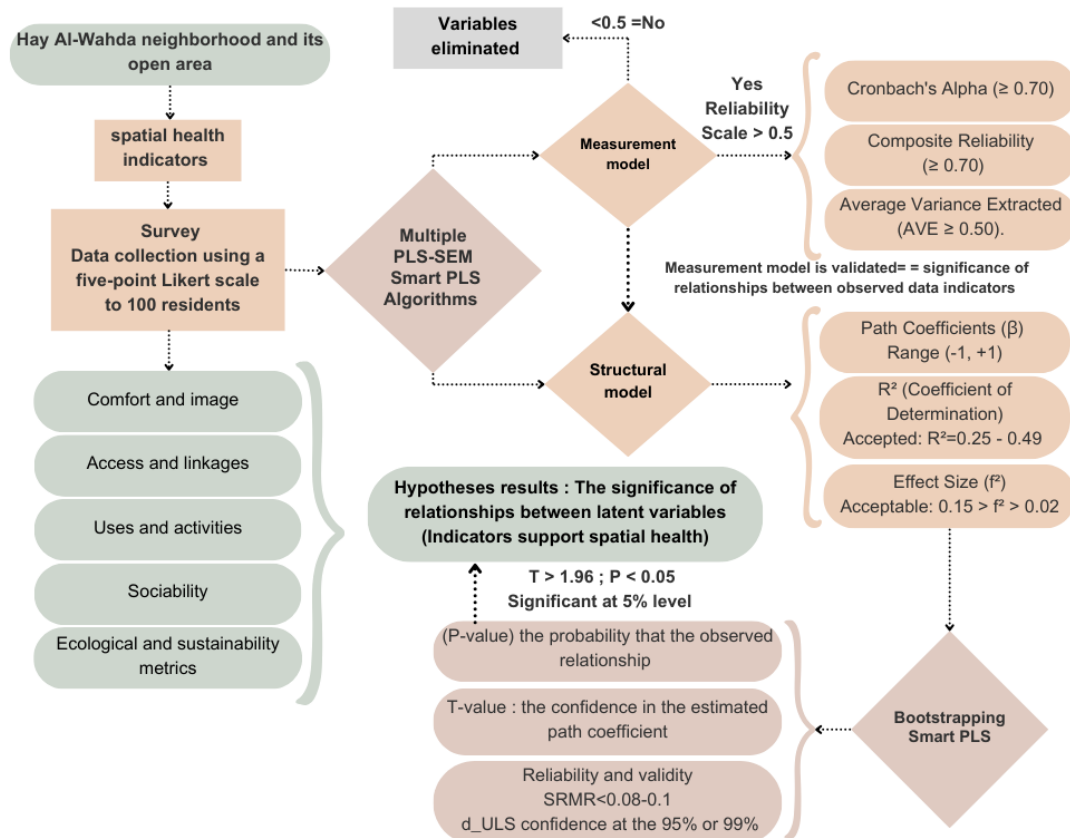 Hay Al-Wahda neighborhood and its
open area
spatial health
indicators
Survey
Data collection using a
five-point Likert scale
to 100 residents
Comfort and image
Access and linkages
Uses and activities
Sociability
Ecological and sustainability
metrics
Multiple
PLS-SEM
Smart PLS
Algorithms
Variables
eliminated
<0.5 =No
Measurement
model
Yes
Reliability
Scale > 0.5
Cronbach's Alpha (≥ 0.70)
Composite Reliability
(≥ 0.70)
Average Variance Extracted
(AVE ≥ 0.50).
Measurement model is validated= = significance of
relationships between observed data indicators
Structural
model
Path Coefficients (β)
Range (-1, +1)
R² (Coefficient of
Determination)
Accepted: R²=0.25 - 0.49
Effect Size (f²)
Acceptable: 0.15 > f² > 0.02
Bootstrapping
Smart PLS
Hypotheses results : The significance of
relationships between latent variables
(Indicators support spatial health)
T > 1.96 ; P < 0.05
Significant at 5% level
(P-value) the probability that the observed
relationship
T-value : the confidence in the estimated
path coefficient
Reliability and validity
SRMR<0.08-0.1
d_ULS confidence at the 95% or 99%